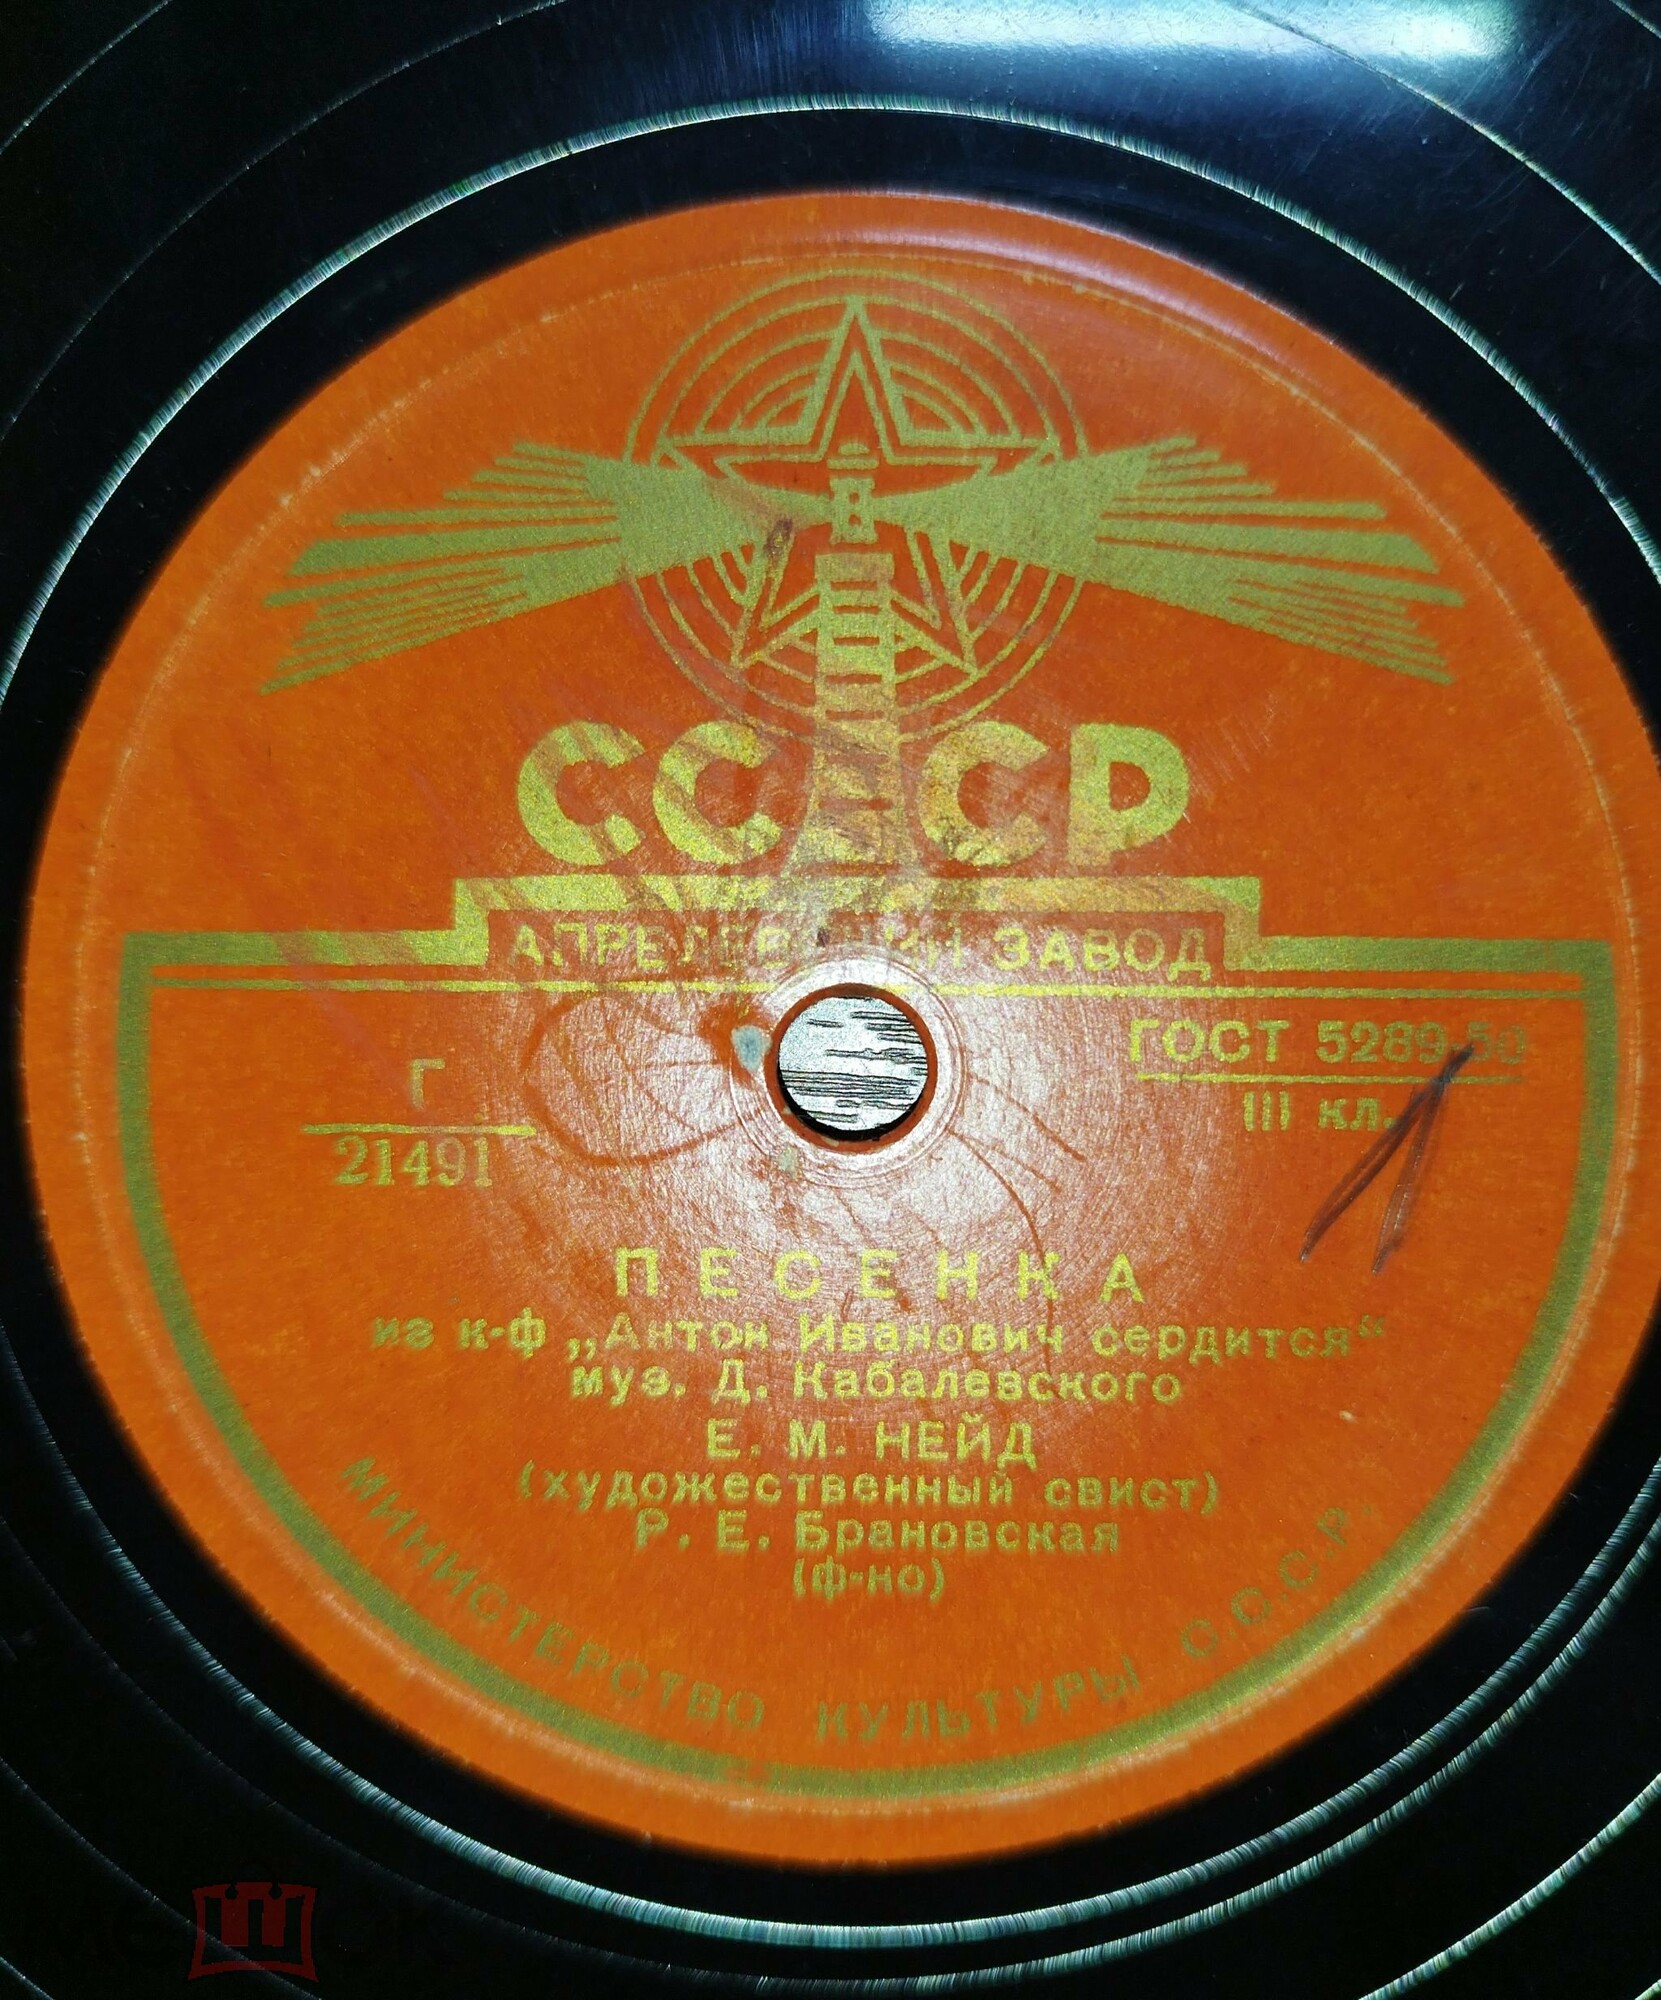 СССР
АПРЕЛЕВСКИЙ ЗАВОД
ГОСТ 5289-50
III кл.
Г
21491
1
ПЕСЕНКА
из к-ф „Антон Иванович сердится“
муз. Д. Кабалевского
Е. М. НЕЙД
(художественный свист)
Р. Е. Брановская
(ф-но)
МИНИСТЕРСТВО КУЛЬТУРЫ С.С.С.Р.